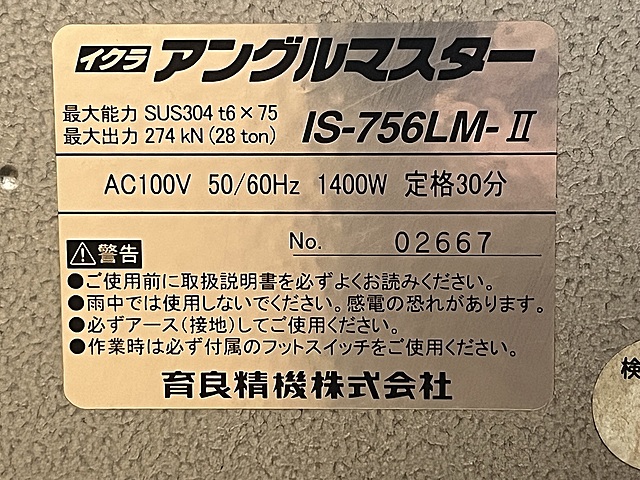 イクラ アングルマスター
最大能力 SUS304 t6×75
最大出力 274 kN (28 ton) IS-756LM-Ⅱ
AC100V 50/60Hz 1400W 定格30分
No. 02667
⚠警告
●ご使用前に取扱説明書を必ずよくお読みください。
●雨中では使用しないでください。感電の恐れがあります。
●必ずアース(接地)してご使用ください。
●作業時は必ず付属のフットスイッチをご使用ください。
育良精機株式会社
検